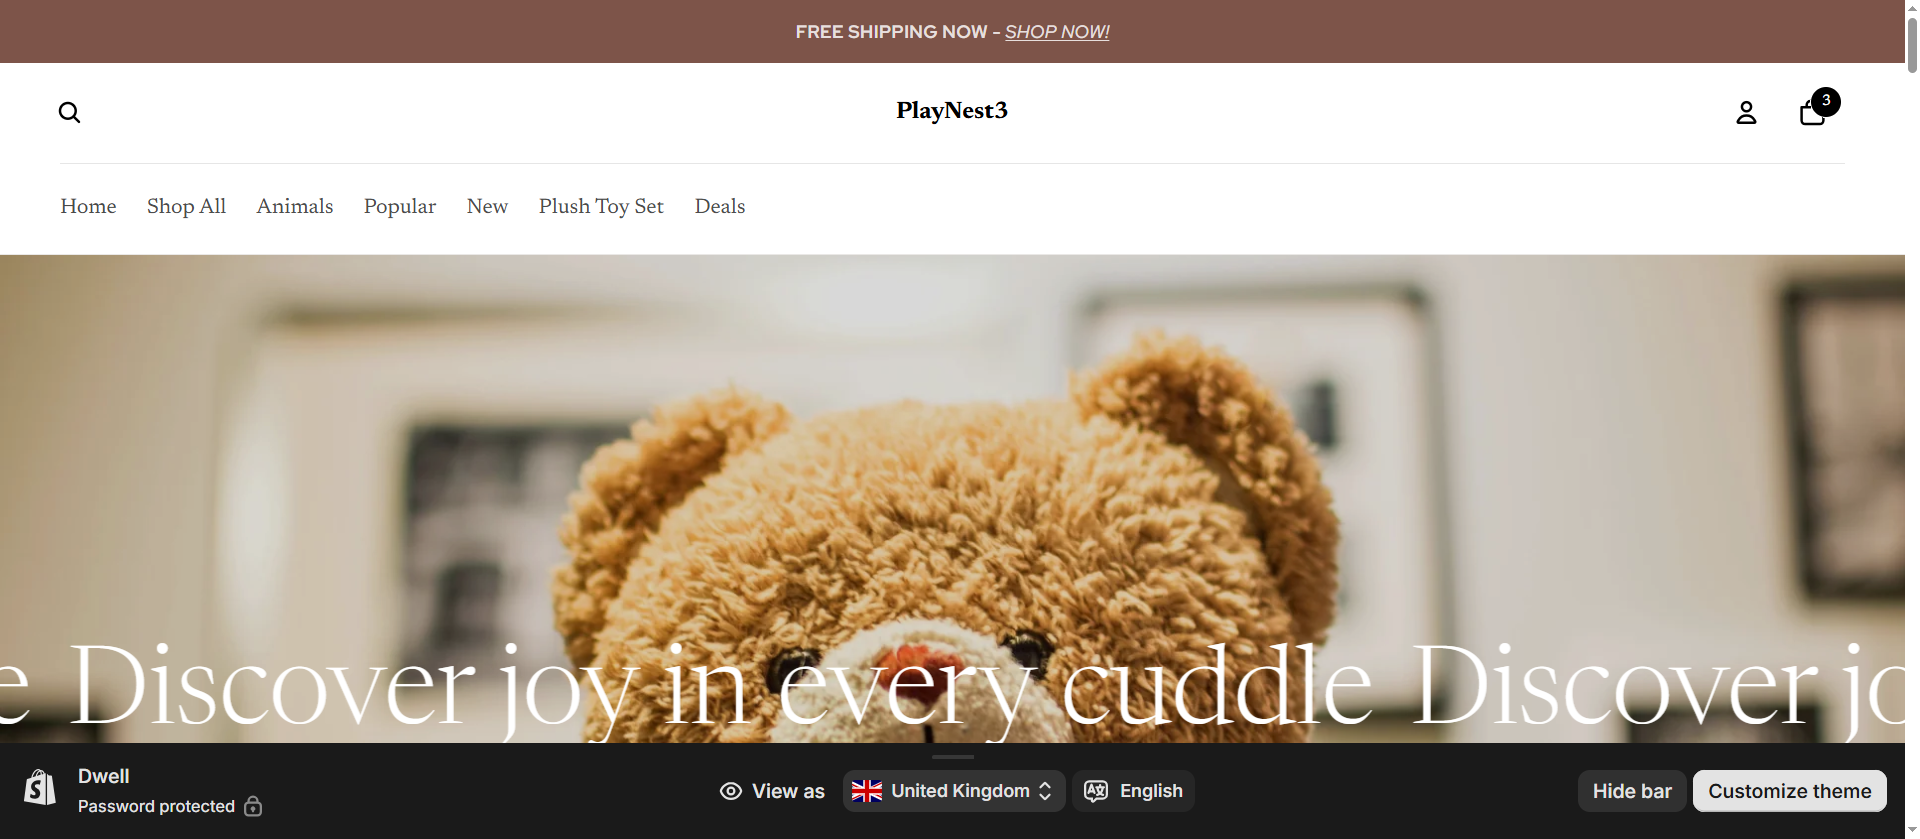 FREE SHIPPING NOW - SHOP NOW!
PlayNest3
3
Home Shop All Animals Popular New Plush Toy Set Deals
e Discover joy in every cuddle Discover jo
Dwell
Password protected
View as United Kingdom English
Hide bar Customize theme